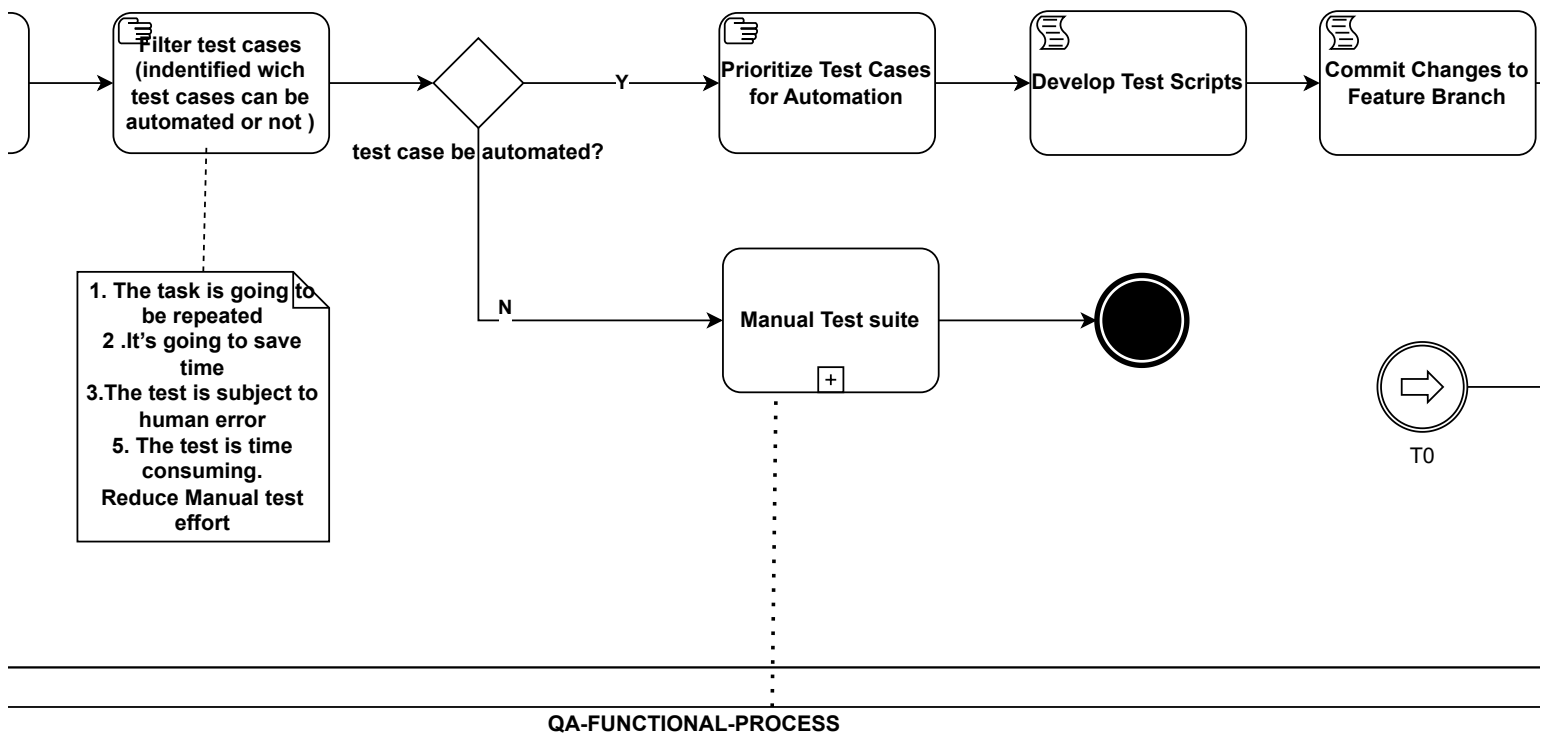 Filter test cases
(indentified wich
test cases can be
automated or not )
test case be automated?
Y
Prioritize Test Cases
for Automation
Develop Test Scripts
Commit Changes to
Feature Branch
1. The task is going to
be repeated
2 .It's going to save
time
3.The test is subject to
human error
5. The test is time
consuming.
Reduce Manual test
effort
N
Manual Test suite
T0
QA-FUNCTIONAL-PROCESS